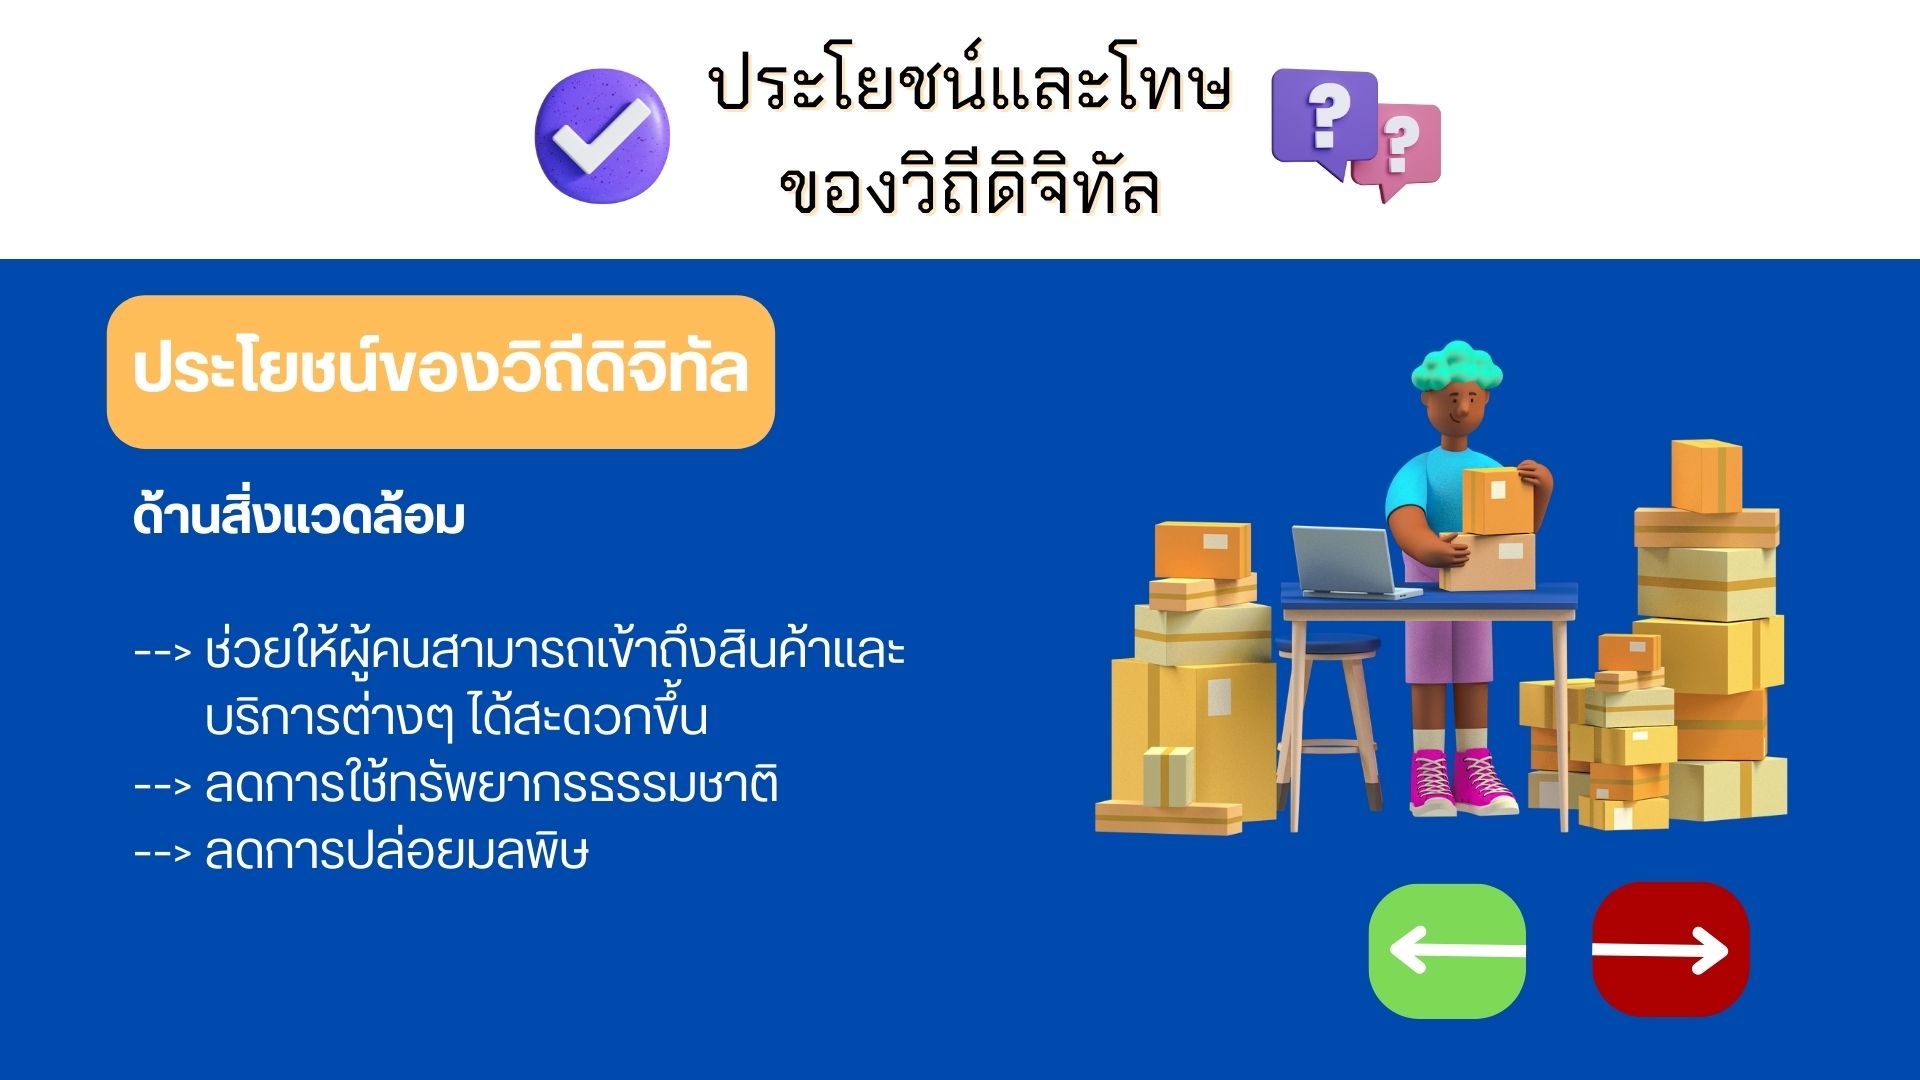 ประโยชน์และโทษ
ของวิถีดิจิทัล
? ?
ประโยชน์ของวิถีดิจิทัล
ด้านสิ่งแวดล้อม
--> ช่วยให้ผู้คนสามารถเข้าถึงสินค้าและ
บริการต่างๆ ได้สะดวกขึ้น
--> ลดการใช้ทรัพยากรธรรมชาติ
--> ลดการปล่อยมลพิษ